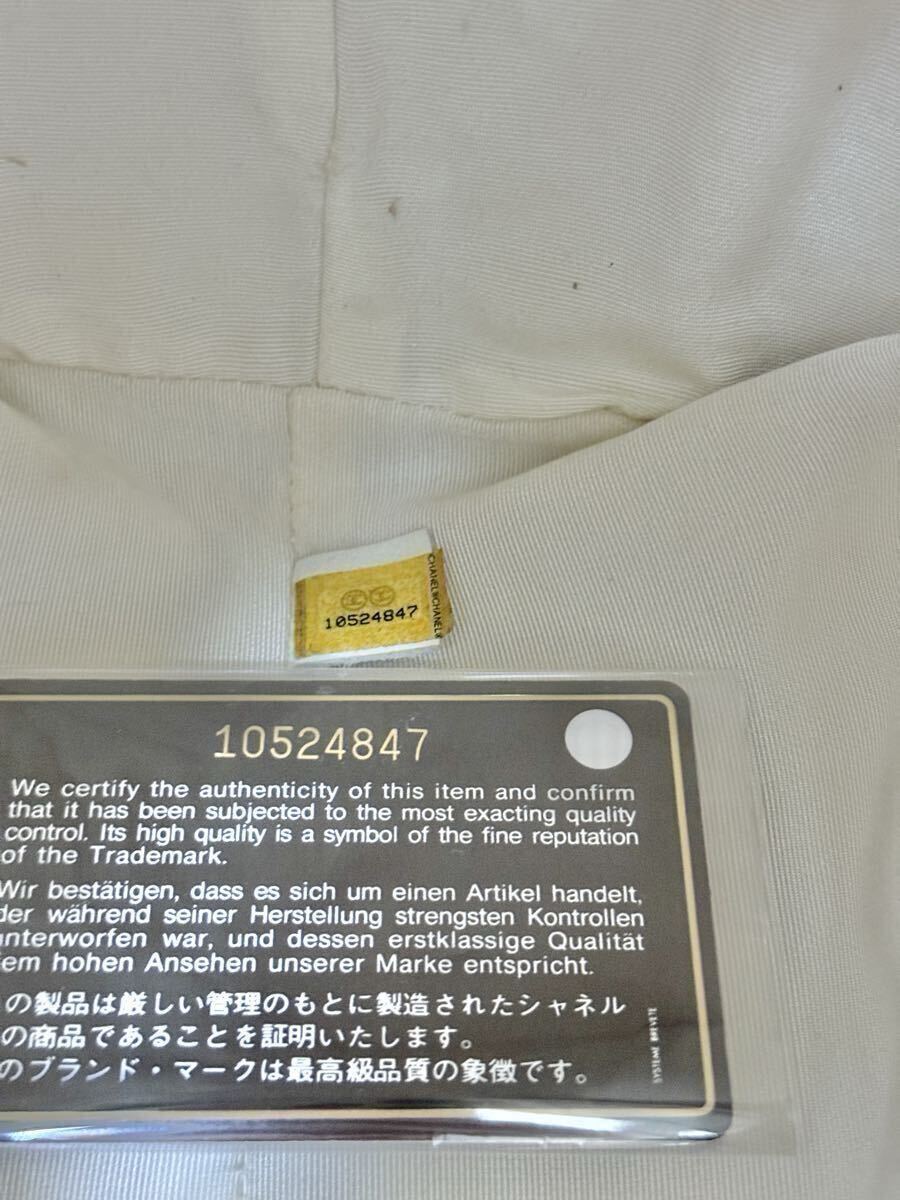 CHANEL®CHANEL®
10524847
10524847
We certify the authenticity of this item and confirm
that it has been subjected to the most exacting quality
control. Its high quality is a symbol of the fine reputation
of the Trademark.
Wir bestätigen, dass es sich um einen Artikel handelt,
der während seiner Herstellung strengsten Kontrollen
unterworfen war, und dessen erstklassige Qualität
dem hohen Ansehen unserer Marke entspricht.
の製品は厳しい管理のもとに製造されたシャネル
の商品であることを証明いたします。
のブランド・マークは最高級品質の象徴です。
SYSTEME BREVETE